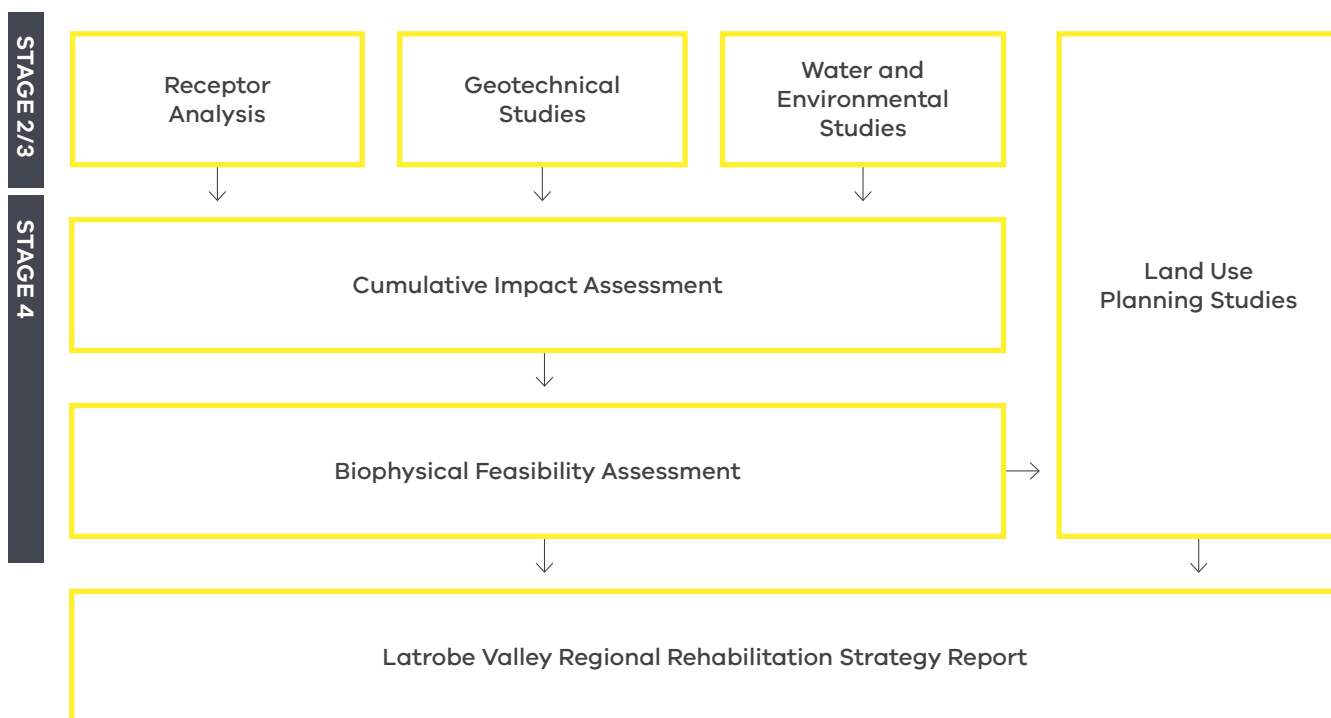 STAGE 2/3
Receptor
Analysis
Geotechnical
Studies
Water and
Environmental
Studies
STAGE 4
Cumulative Impact Assessment
Land Use
Planning Studies
Biophysical Feasibility Assessment
Latrobe Valley Regional Rehabilitation Strategy Report